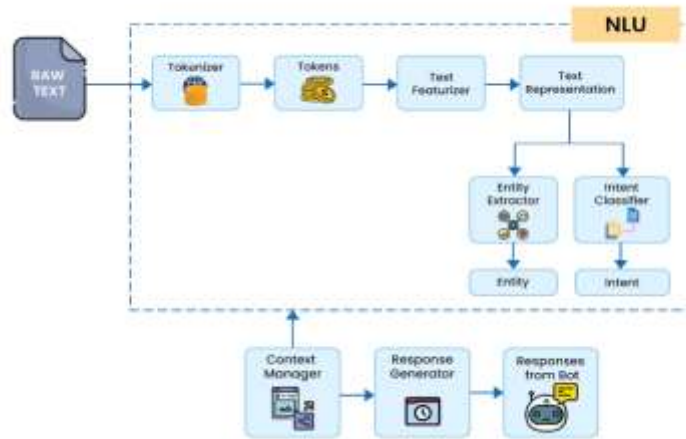 NLU
RAW
TEXT
Tokenizer
Tokens
Text
Featurizer
Text
Representation
Entity
Extractor
Intent
Classifier
Entity
Intent
Context
Manager
Response
Generator
Responses
from Bot